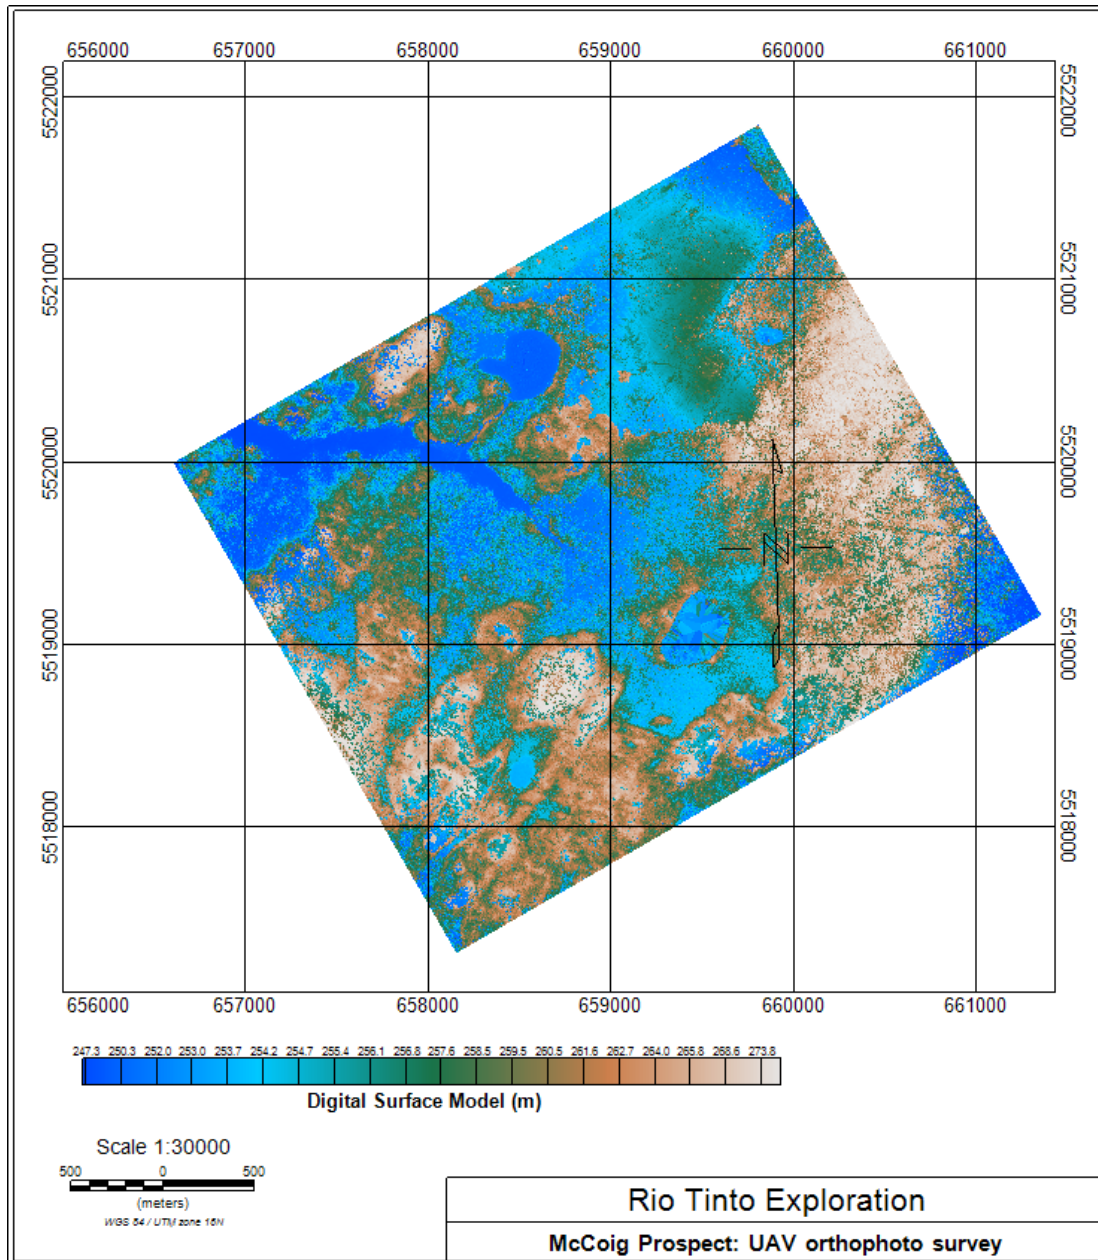 656000 657000 658000 659000 660000 661000
5522000 5522000
5521000 5521000
5520000 5520000
5519000 5519000
5518000 5518000
N
656000 657000 658000 659000 660000 661000
247.3 250.3 252.0 253.0 253.7 254.2 254.7 255.4 256.1 256.8 257.6 258.5 259.5 260.5 261.6 262.7 264.0 265.8 268.6 273.8
Digital Surface Model (m)
Scale 1:30000
500 0 500
(meters)
WGS 84 / UTM zone 16N
Rio Tinto Exploration
McCoig Prospect: UAV orthophoto survey